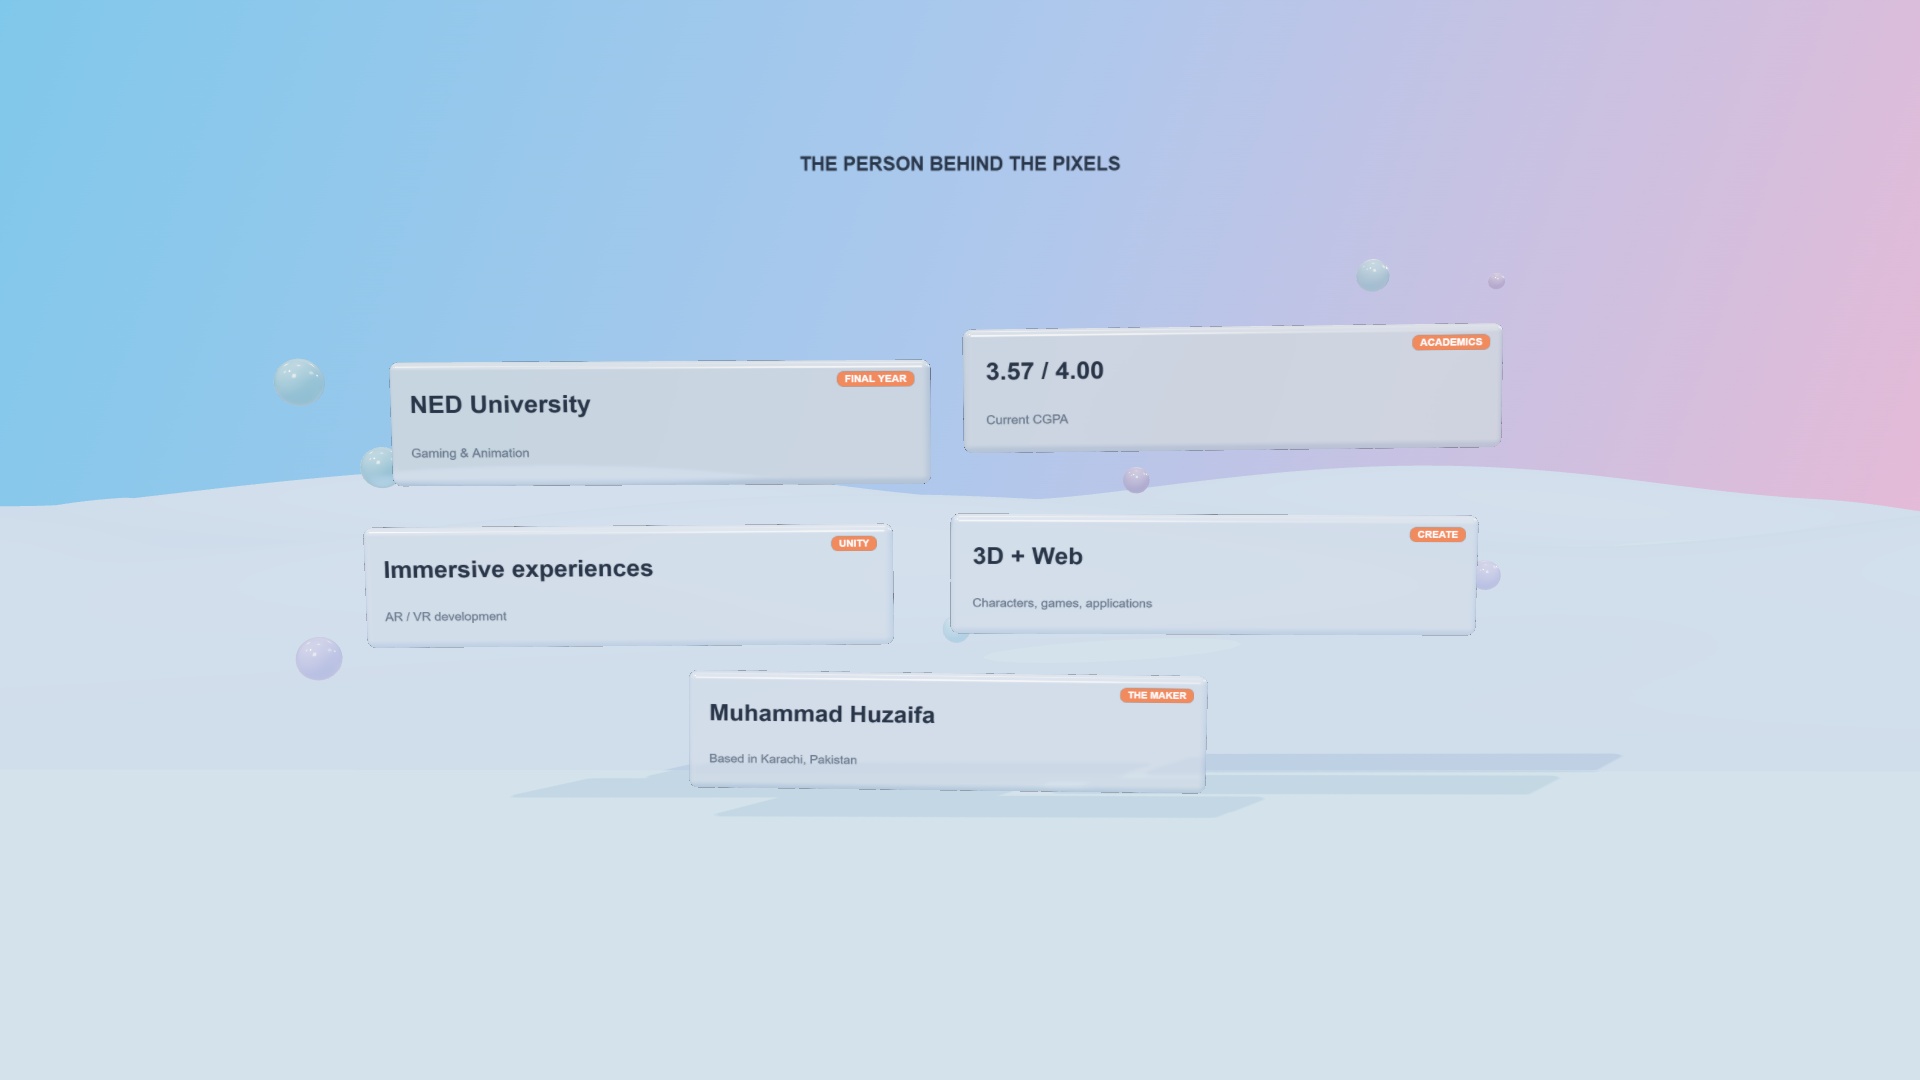 THE PERSON BEHIND THE PIXELS
FINAL YEAR
NED University
Gaming & Animation
ACADEMICS
3.57 / 4.00
Current CGPA
UNITY
Immersive experiences
AR / VR development
CREATE
3D + Web
Characters, games, applications
THE MAKER
Muhammad Huzaifa
Based in Karachi, Pakistan